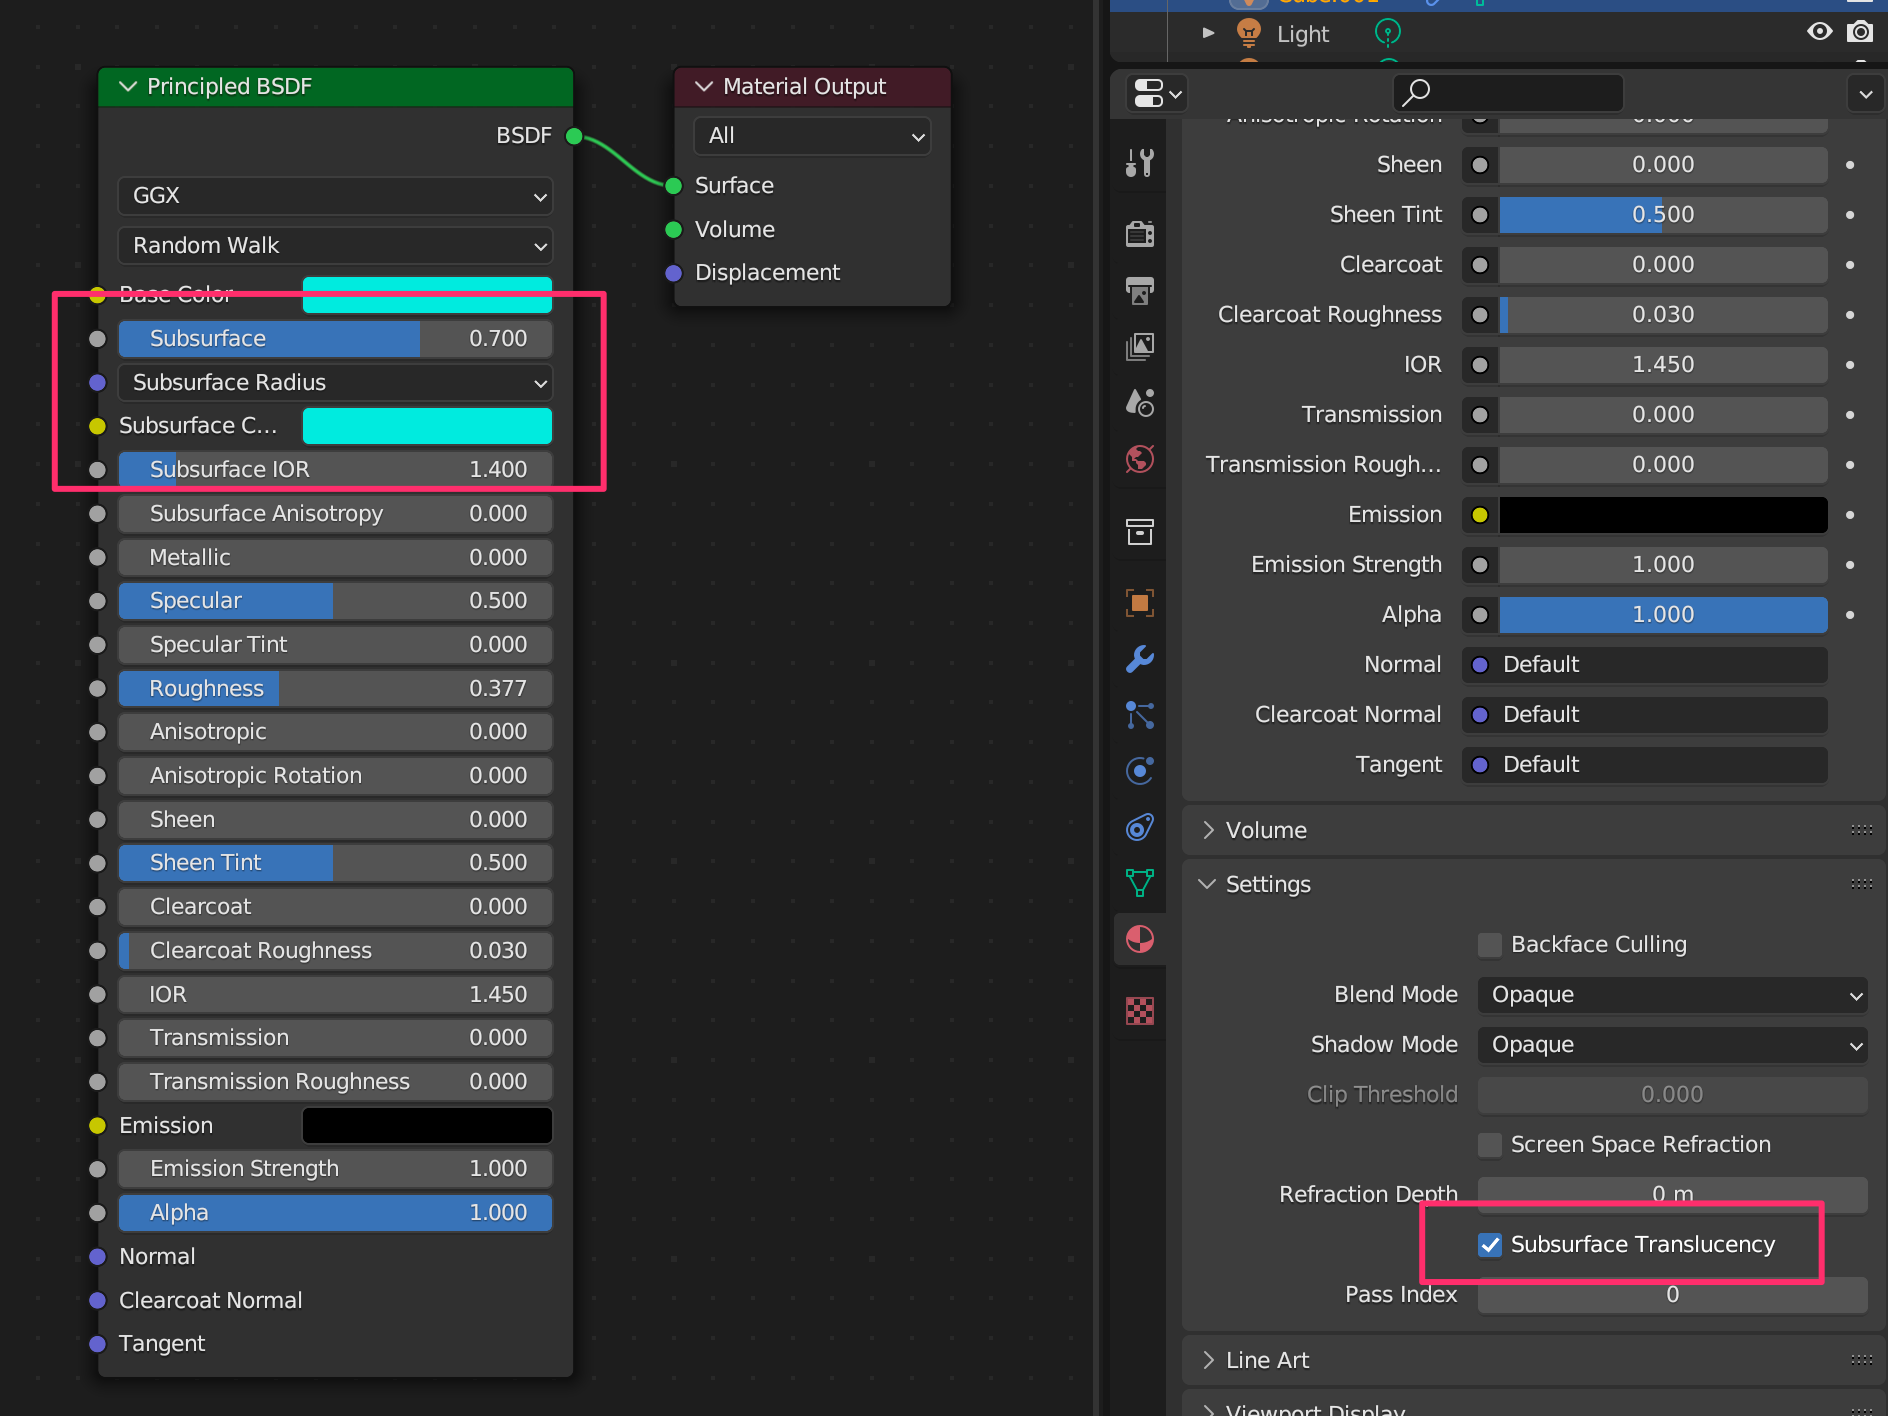 Principled BSDF
BSDF
GGX
Random Walk
Base Color
Subsurface 0.700
Subsurface Radius
Subsurface C...
Subsurface IOR 1.400
Subsurface Anisotropy 0.000
Metallic 0.000
Specular 0.500
Specular Tint 0.000
Roughness 0.377
Anisotropic 0.000
Anisotropic Rotation 0.000
Sheen 0.000
Sheen Tint 0.500
Clearcoat 0.000
Clearcoat Roughness 0.030
IOR 1.450
Transmission 0.000
Transmission Roughness 0.000
Emission
Emission Strength 1.000
Alpha 1.000
Normal
Clearcoat Normal
Tangent
Material Output
All
Surface
Volume
Displacement
Light
Anisotropic Rotation 0.000
Sheen 0.000
Sheen Tint 0.500
Clearcoat 0.000
Clearcoat Roughness 0.030
IOR 1.450
Transmission 0.000
Transmission Rough... 0.000
Emission
Emission Strength 1.000
Alpha 1.000
Normal Default
Clearcoat Normal Default
Tangent Default
Volume
Settings
Backface Culling
Blend Mode Opaque
Shadow Mode Opaque
Clip Threshold 0.000
Screen Space Refraction
Refraction Depth 0 m
Subsurface Translucency
Pass Index 0
Line Art
Viewport Display